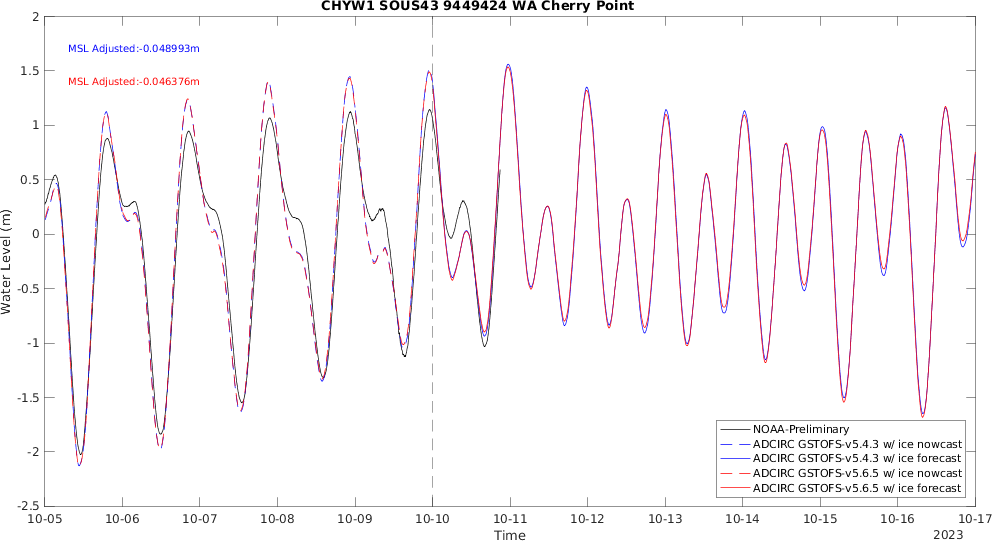 CHYW1 SOUS43 9449424 WA Cherry Point
MSL Adjusted:-0.048993m
MSL Adjusted:-0.046376m
Water Level (m)
2
1.5
1
0.5
0
-0.5
-1
-1.5
-2
-2.5
NOAA-Preliminary
ADCIRC GSTOFS-v5.4.3 w/ ice nowcast
ADCIRC GSTOFS-v5.4.3 w/ ice forecast
ADCIRC GSTOFS-v5.6.5 w/ ice nowcast
ADCIRC GSTOFS-v5.6.5 w/ ice forecast
10-05 10-06 10-07 10-08 10-09 10-10 10-11 10-12 10-13 10-14 10-15 10-16 10-17
Time
2023